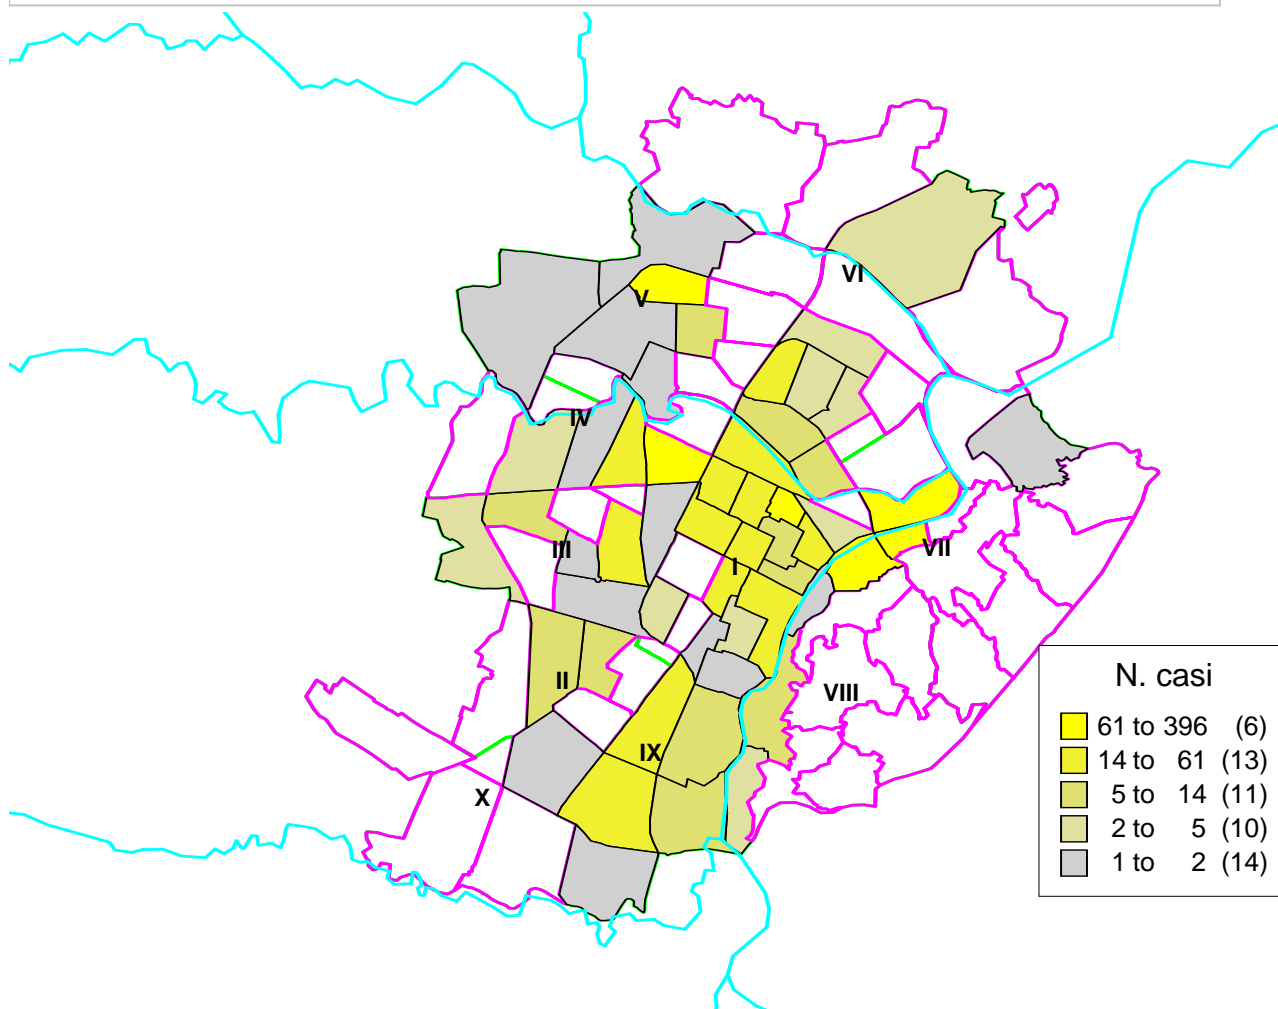 VI
V
IV
III
VII
I
II
VIII
IX
X
N. casi
61 to 396 (6)
14 to 61 (13)
5 to 14 (11)
2 to 5 (10)
1 to 2 (14)